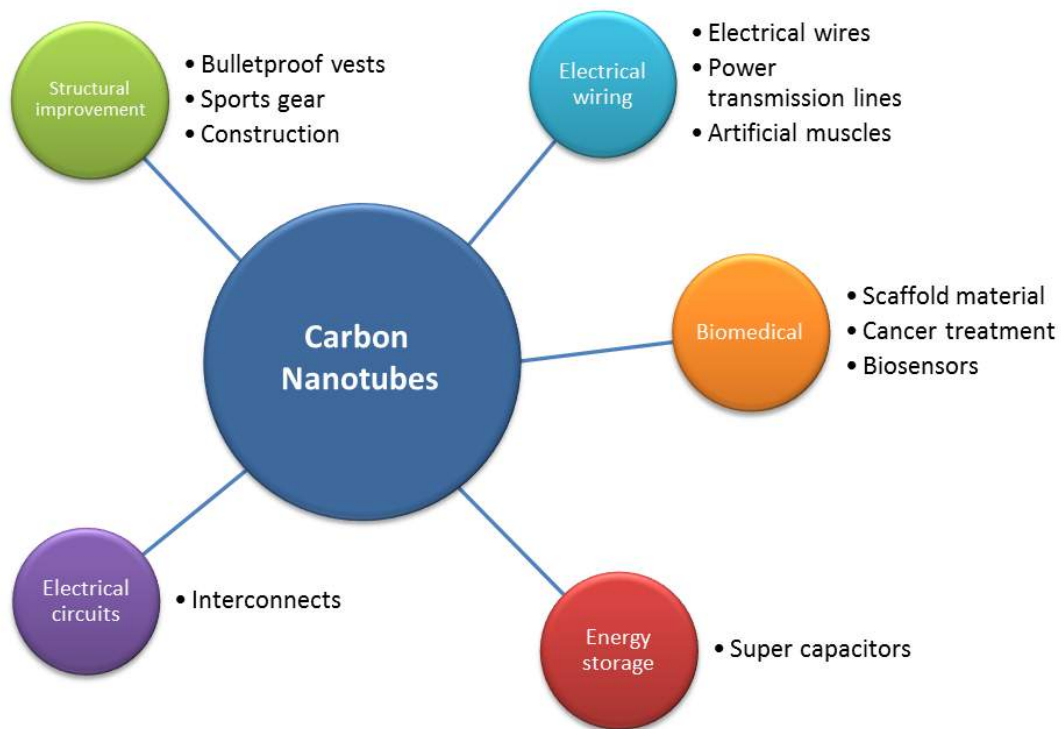 Structural
improvement
• Bulletproof vests
• Sports gear
• Construction
Electrical
wiring
• Electrical wires
• Power
transmission lines
• Artificial muscles
Carbon
Nanotubes
Biomedical
• Scaffold material
• Cancer treatment
• Biosensors
Electrical
circuits
• Interconnects
Energy
storage
• Super capacitors